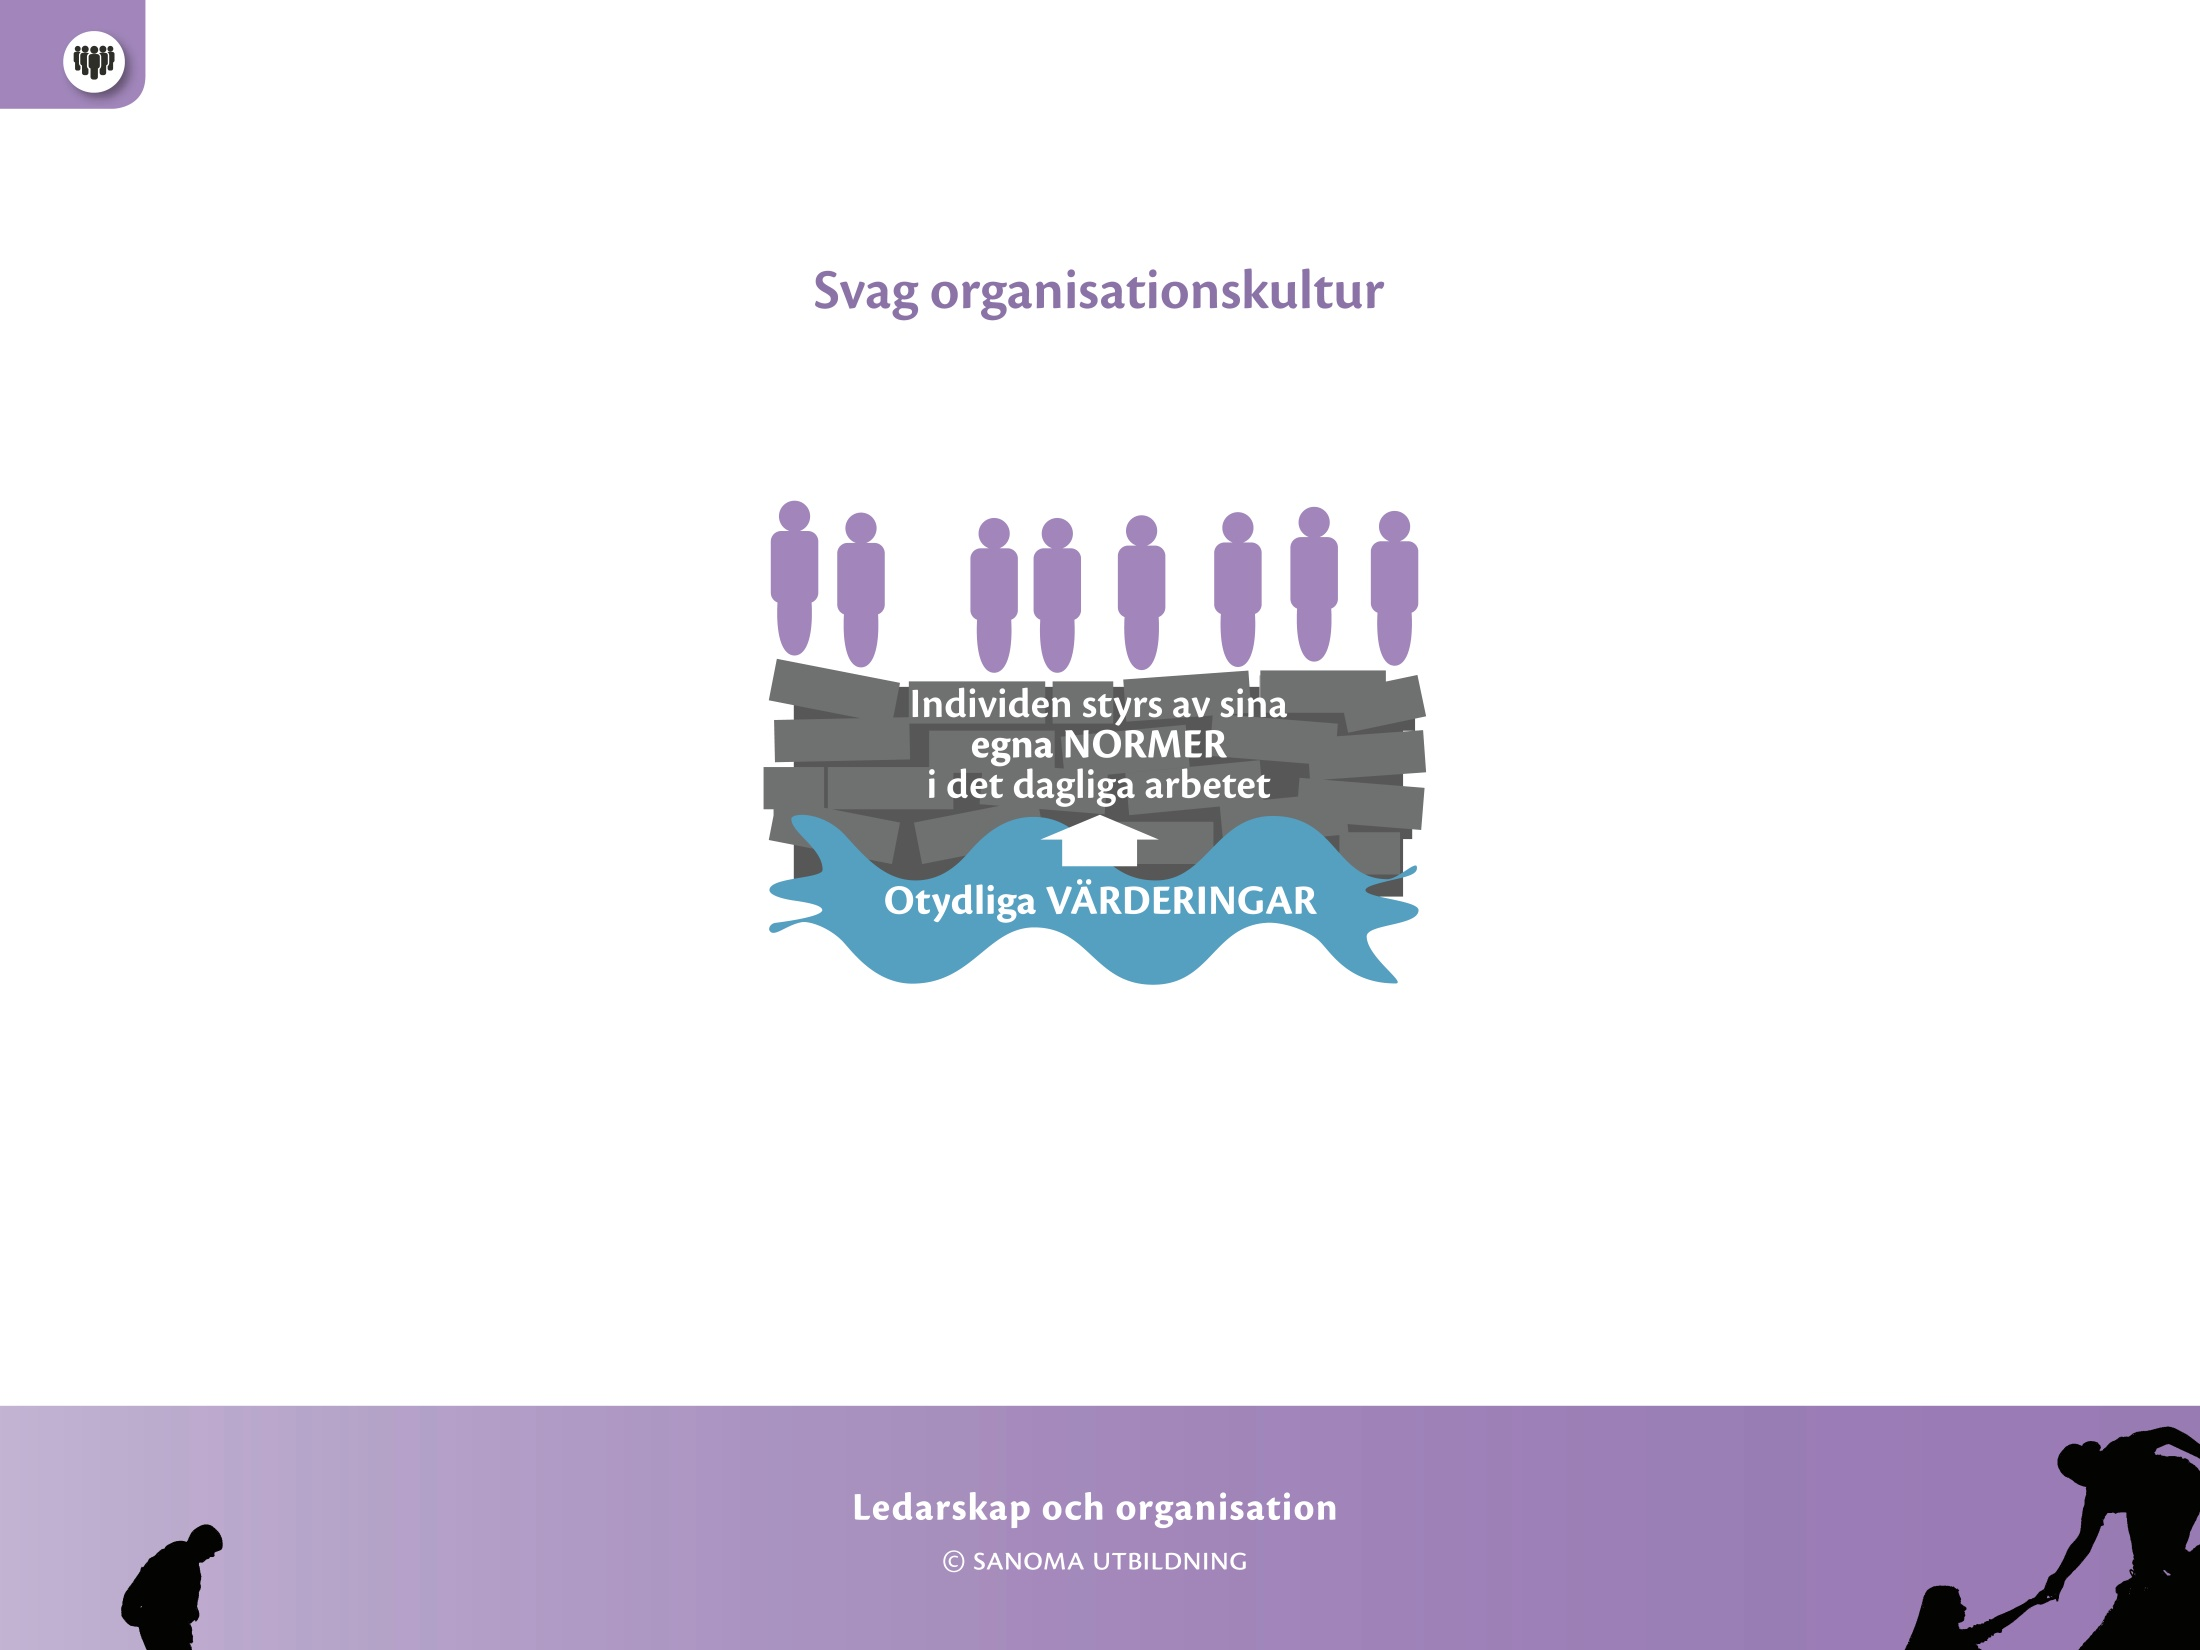 Svag organisationskultur
Individen styrs av sina
egna NORMER
i det dagliga arbetet
Otydliga VÄRDERINGAR
Ledarskap och organisation
© SANOMA UTBILDNING